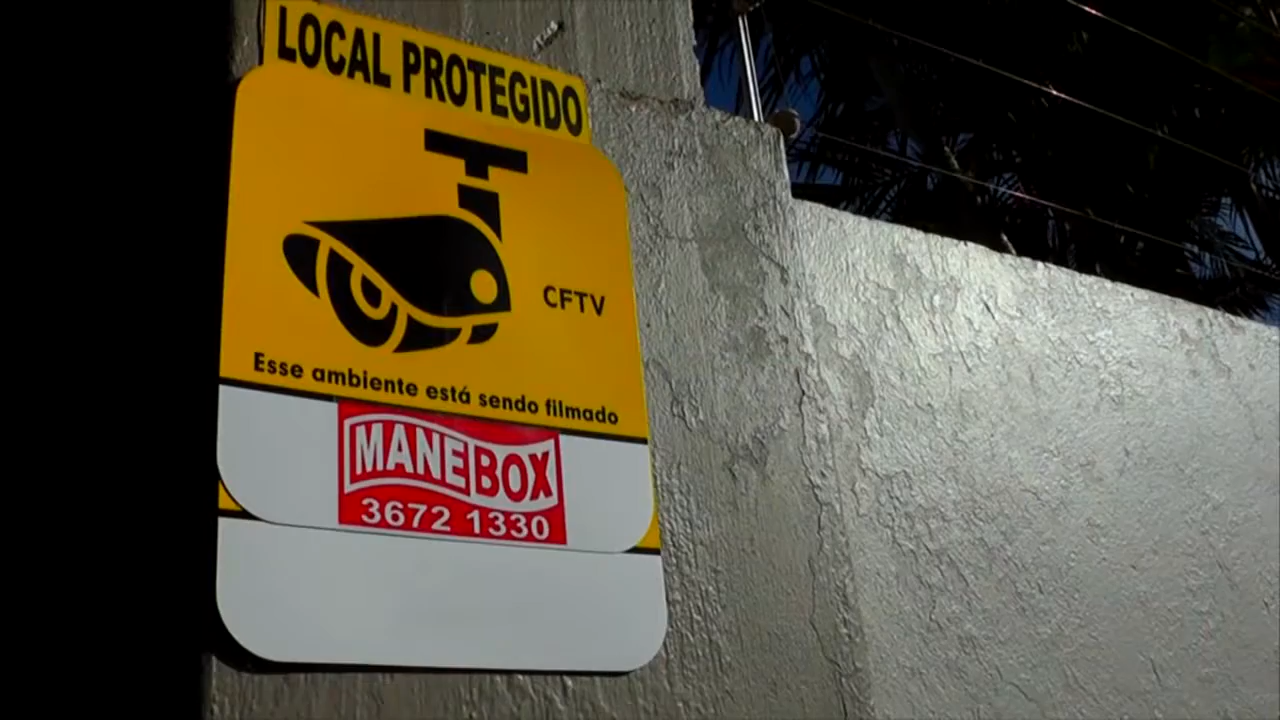 LOCAL PROTEGIDO
CFTV
Esse ambiente está sendo filmado
MANEBOX
3672 1330